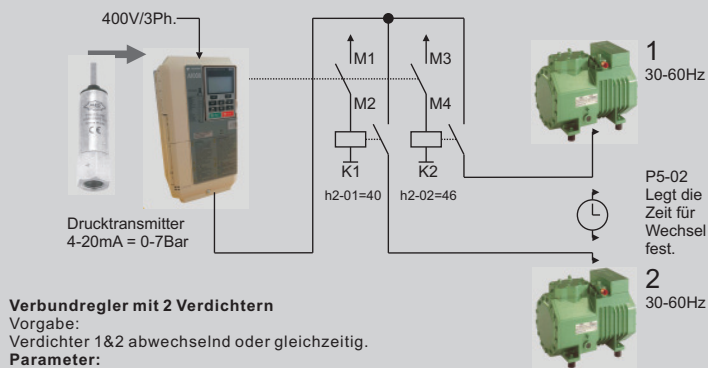 400V/3Ph.
M1
M3
M2
M4
K1
K2
h2-01=40
h2-02=46
1
30-60Hz
P5-02
Legt die
Zeit für
Wechsel
fest.
2
30-60Hz
Drucktransmitter
4-20mA = 0-7Bar
Verbundregler mit 2 Verdichtern
Vorgabe:
Verdichter 1&2 abwechselnd oder gleichzeitig.
Parameter: